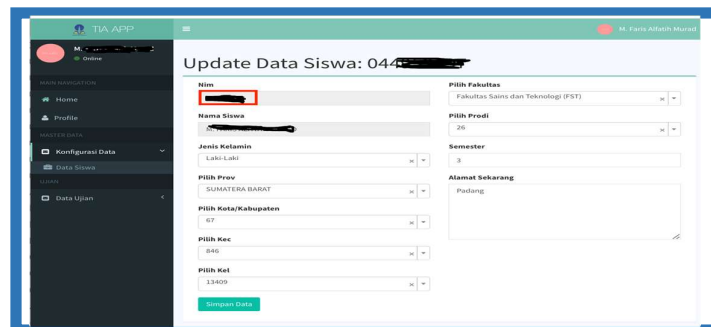 TIA APP
M. Faris Alfatih Murad
M.
Online
MAIN NAVIGATION
Home
Profile
MASTER DATA
Konfigurasi Data
Data Siswa
UJIAN
Data Ujian
Update Data Siswa: 044
Nim
Nama Siswa
Jenis Kelamin
Laki-Laki
Pilih Prov
SUMATERA BARAT
Pilih Kota/Kabupaten
67
Pilih Kec
846
Pilih Kel
13409
Simpan Data
Pilih Fakultas
Fakultas Sains dan Teknologi (FST)
Pilih Prodi
26
Semester
3
Alamat Sekarang
Padang